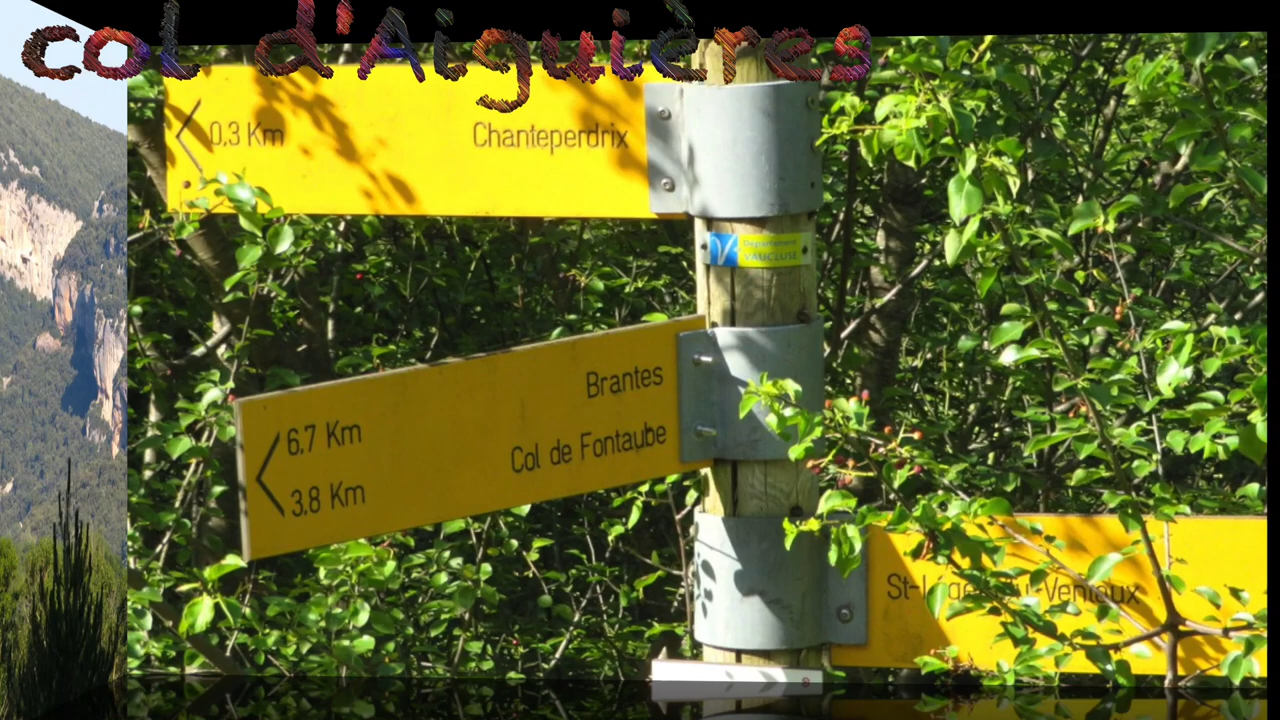 col d'Aiguières
0,3 Km Chanteperdrix
Département
VAUCLUSE
6,7 Km Brantes
3,8 Km Col de Fontaube